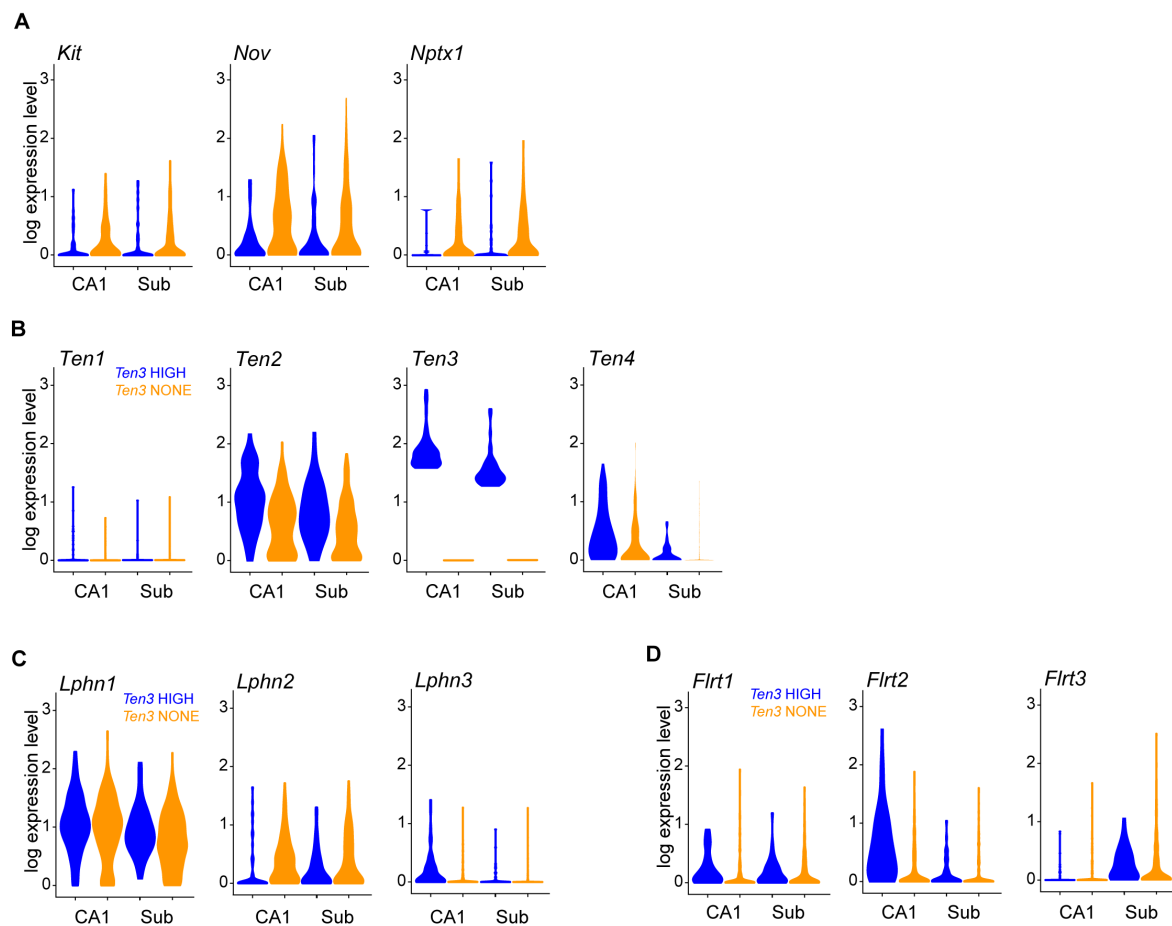 A
Kit Nov Nptx1
log expression level
3 3 3
2 2 2
1 1 1
0 0 0
CA1 Sub CA1 Sub CA1 Sub
B
Ten1 Ten2 Ten3 Ten4
Ten3 HIGH
Ten3 NONE
log expression level
3 3 3 3
2 2 2 2
1 1 1 1
0 0 0 0
CA1 Sub CA1 Sub CA1 Sub CA1 Sub
C
Lphn1 Lphn2 Lphn3
Ten3 HIGH
Ten3 NONE
log expression level
3 3 3
2 2 2
1 1 1
0 0 0
CA1 Sub CA1 Sub CA1 Sub
D
Flrt1 Flrt2 Flrt3
Ten3 HIGH
Ten3 NONE
log expression level
3 3 3
2 2 2
1 1 1
0 0 0
CA1 Sub CA1 Sub CA1 Sub